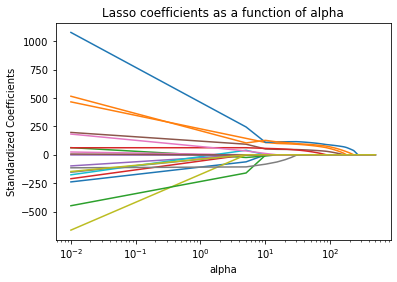 Lasso coefficients as a function of alpha
Standardized Coefficients
1000
750
500
250
0
−250
−500
10⁻² 10⁻¹ 10⁰ 10¹ 10²
alpha